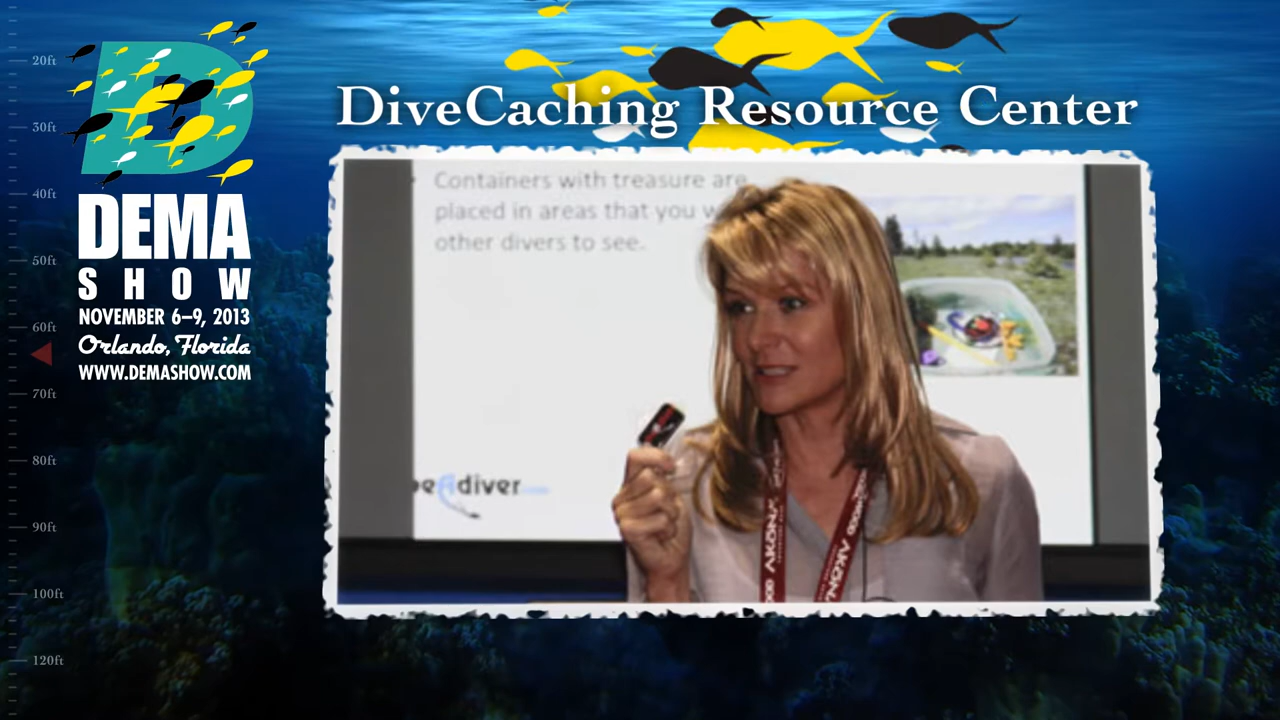 20ft
30ft
40ft
50ft
60ft
70ft
80ft
90ft
100ft
120ft
DEMA
SHOW
NOVEMBER 6–9, 2013
Orlando, Florida
WWW.DEMASHOW.COM
DiveCaching Resource Center
Containers with treasure are
placed in areas that you
other divers to see.
diver